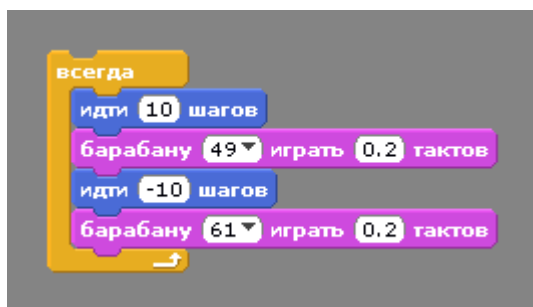 всегда
идти 10 шагов
барабану 49 играть 0.2 тактов
идти -10 шагов
барабану 61 играть 0.2 тактов